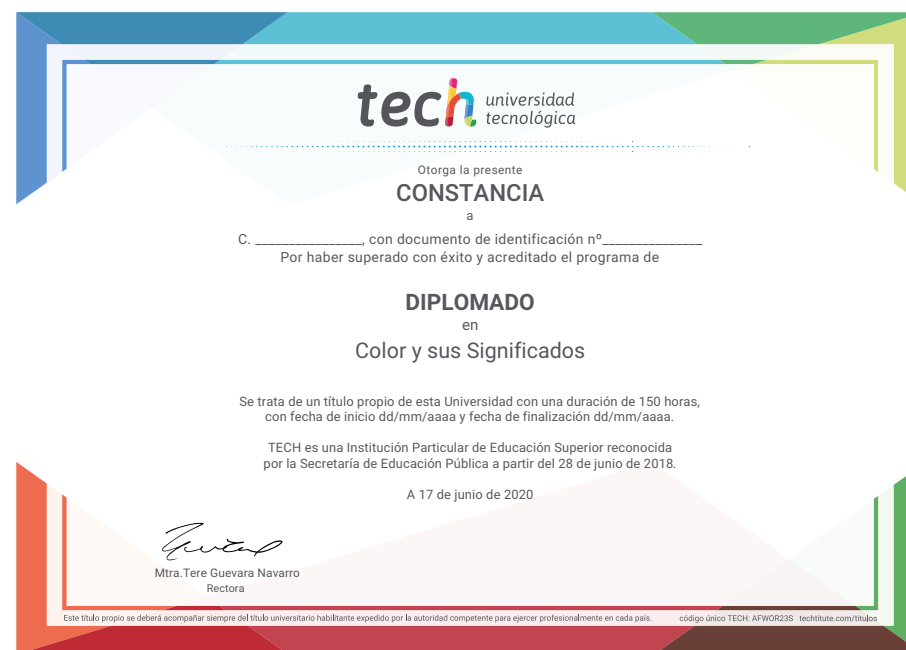 tech universidad
tecnológica
Otorga la presente
CONSTANCIA
a
C. ________________, con documento de identificación nº_______________
Por haber superado con éxito y acreditado el programa de
DIPLOMADO
en
Color y sus Significados
Se trata de un título propio de esta Universidad con una duración de 150 horas,
con fecha de inicio dd/mm/aaaa y fecha de finalización dd/mm/aaaa.
TECH es una Institución Particular de Educación Superior reconocida
por la Secretaría de Educación Pública a partir del 28 de junio de 2018.
A 17 de junio de 2020
Mtra.Tere Guevara Navarro
Rectora
Este título propio se deberá acompañar siempre del título universitario habilitante expedido por la autoridad competente para ejercer profesionalmente en cada país. código único TECH: AFWOR23S techtitute.com/titulos